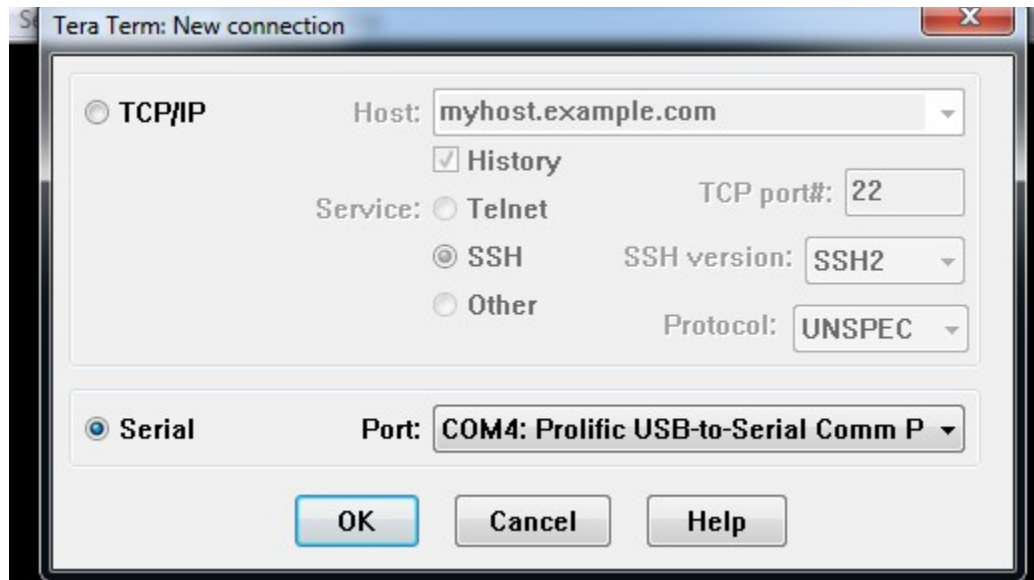 Tera Term: New connection
TCP/IP
Host: myhost.example.com
History
Service: Telnet
TCP port#: 22
SSH
SSH version: SSH2
Other
Protocol: UNSPEC
Serial
Port: COM4: Prolific USB-to-Serial Comm P
OK Cancel Help